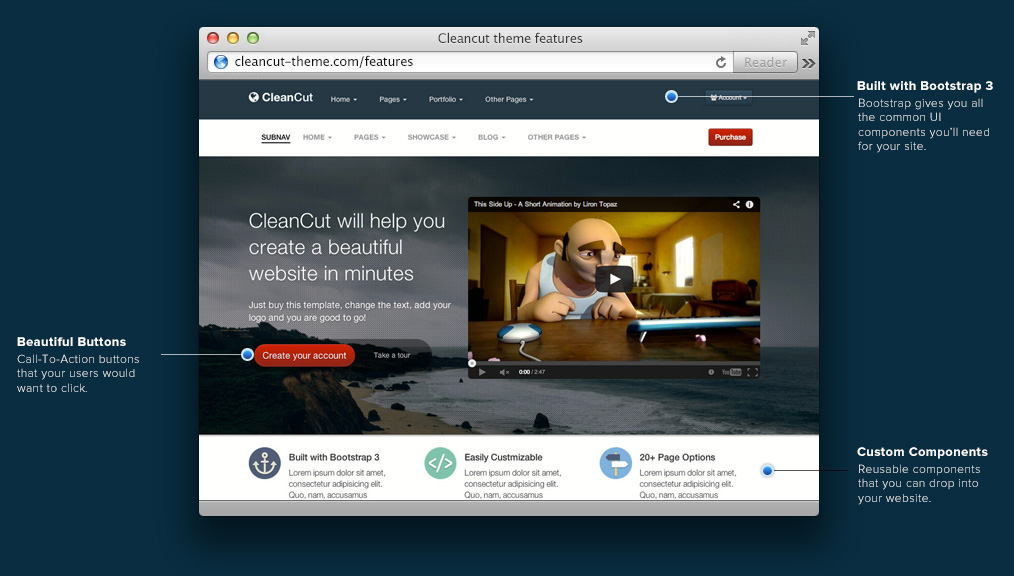 Cleancut theme features
cleancut-theme.com/features
Reader
CleanCut
Home
Pages
Portfolio
Other Pages
Account
SUBNAV
HOME
PAGES
SHOWCASE
BLOG
OTHER PAGES
Purchase
CleanCut will help you
create a beautiful
website in minutes
Just buy this template, change the text, add your
logo and you are good to go!
Create your account
Take a tour
This Side Up - A Short Animation by Liron Topaz
0:00 / 2:47
YouTube
Built with Bootstrap 3
Lorem ipsum dolor sit amet,
consectetur adipisicing elit.
Quo, nam, accusamus
Easily Custmizable
Lorem ipsum dolor sit amet,
consectetur adipisicing elit.
Quo, nam, accusamus
20+ Page Options
Lorem ipsum dolor sit amet,
consectetur adipisicing elit.
Quo, nam, accusamus
Built with Bootstrap 3
Bootstrap gives you all
the common UI
components you'll need
for your site.
Beautiful Buttons
Call-To-Action buttons
that your users would
want to click.
Custom Components
Reusable components
that you can drop into
your website.